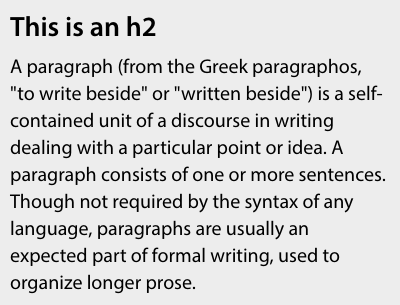 This is an h2
A paragraph (from the Greek paragraphos,
"to write beside" or "written beside") is a self-
contained unit of a discourse in writing
dealing with a particular point or idea. A
paragraph consists of one or more sentences.
Though not required by the syntax of any
language, paragraphs are usually an
expected part of formal writing, used to
organize longer prose.